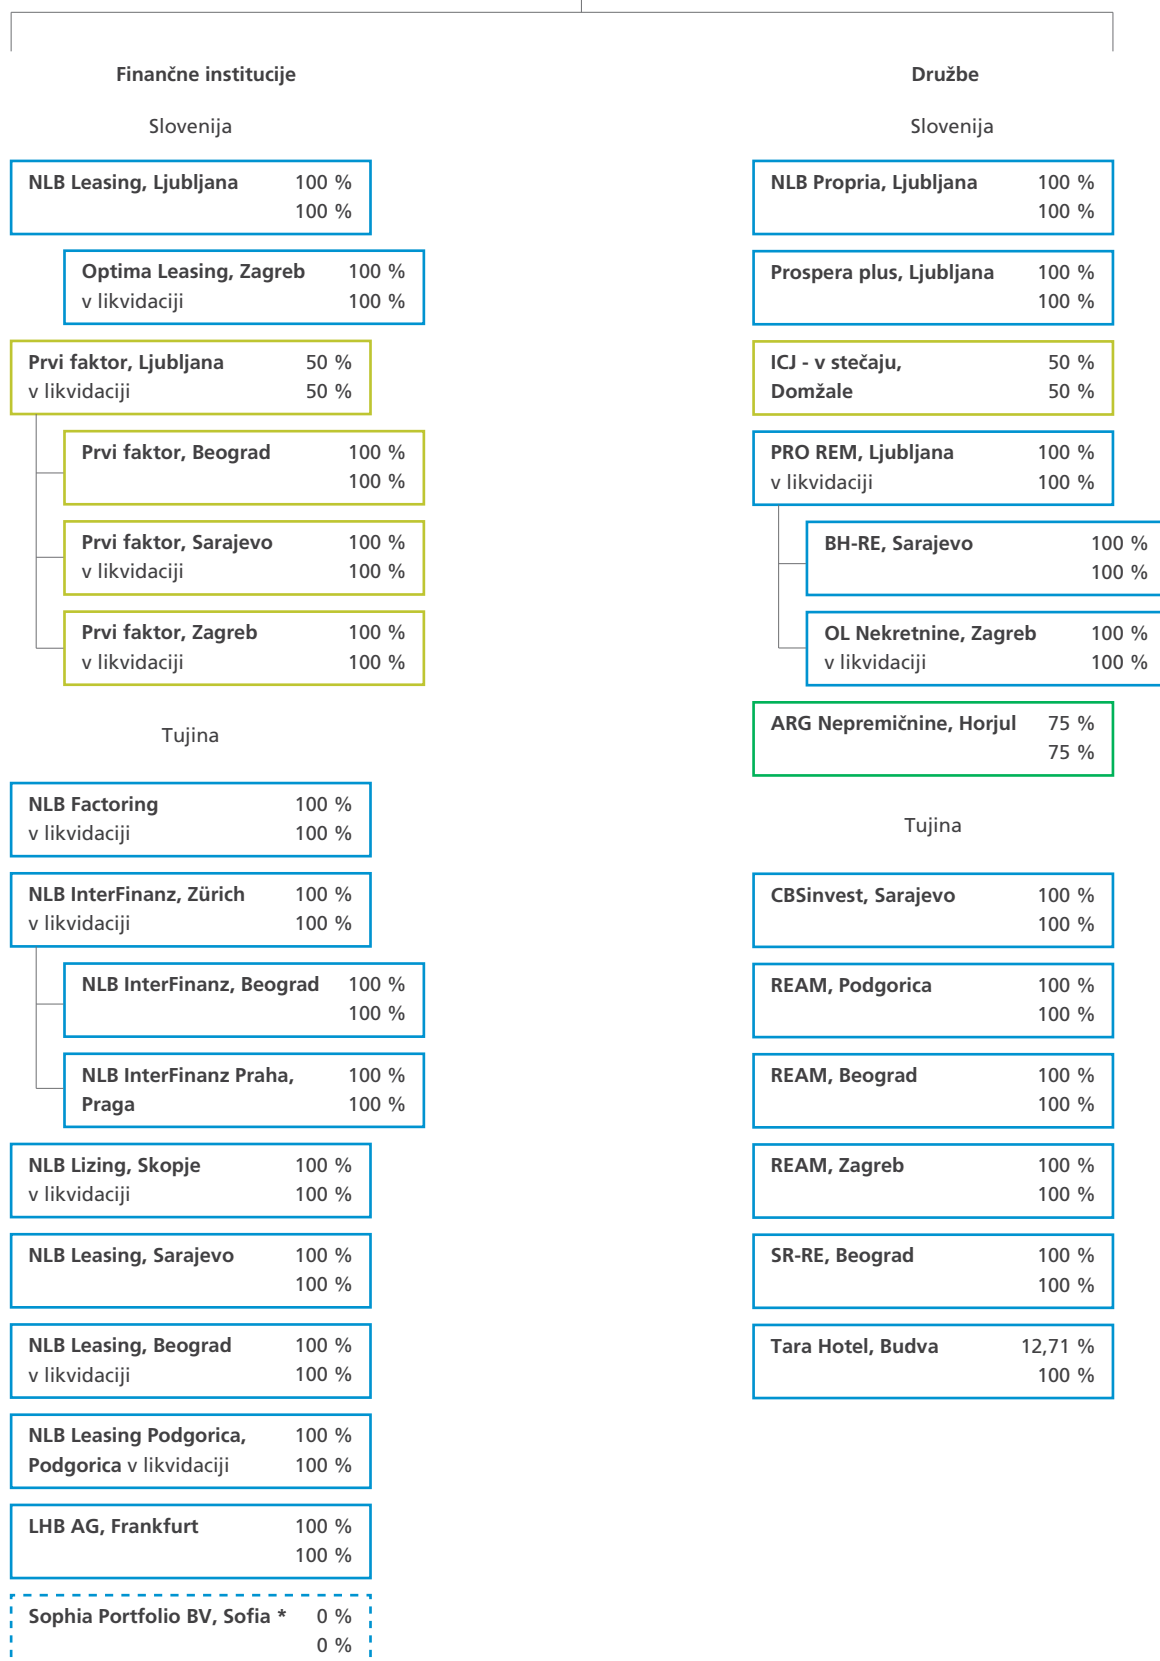 Finančne institucije
Slovenija
NLB Leasing, Ljubljana 100 %
100 %
Optima Leasing, Zagreb 100 %
v likvidaciji 100 %
Prvi faktor, Ljubljana 50 %
v likvidaciji 50 %
Prvi faktor, Beograd 100 %
100 %
Prvi faktor, Sarajevo 100 %
v likvidaciji 100 %
Prvi faktor, Zagreb 100 %
v likvidaciji 100 %
Tujina
NLB Factoring 100 %
v likvidaciji 100 %
NLB InterFinanz, Zürich 100 %
v likvidaciji 100 %
NLB InterFinanz, Beograd 100 %
100 %
NLB InterFinanz Praha, 100 %
Praga 100 %
NLB Lizing, Skopje 100 %
v likvidaciji 100 %
NLB Leasing, Sarajevo 100 %
100 %
NLB Leasing, Beograd 100 %
v likvidaciji 100 %
NLB Leasing Podgorica, 100 %
Podgorica v likvidaciji 100 %
LHB AG, Frankfurt 100 %
100 %
Sophia Portfolio BV, Sofia * 0 %
0 %
Družbe
Slovenija
NLB Propria, Ljubljana 100 %
100 %
Prospera plus, Ljubljana 100 %
100 %
ICJ - v stečaju, 50 %
Domžale 50 %
PRO REM, Ljubljana 100 %
v likvidaciji 100 %
BH-RE, Sarajevo 100 %
100 %
OL Nekretnine, Zagreb 100 %
v likvidaciji 100 %
ARG Nepremičnine, Horjul 75 %
75 %
Tujina
CBSinvest, Sarajevo 100 %
100 %
REAM, Podgorica 100 %
100 %
REAM, Beograd 100 %
100 %
REAM, Zagreb 100 %
100 %
SR-RE, Beograd 100 %
100 %
Tara Hotel, Budva 12,71 %
100 %